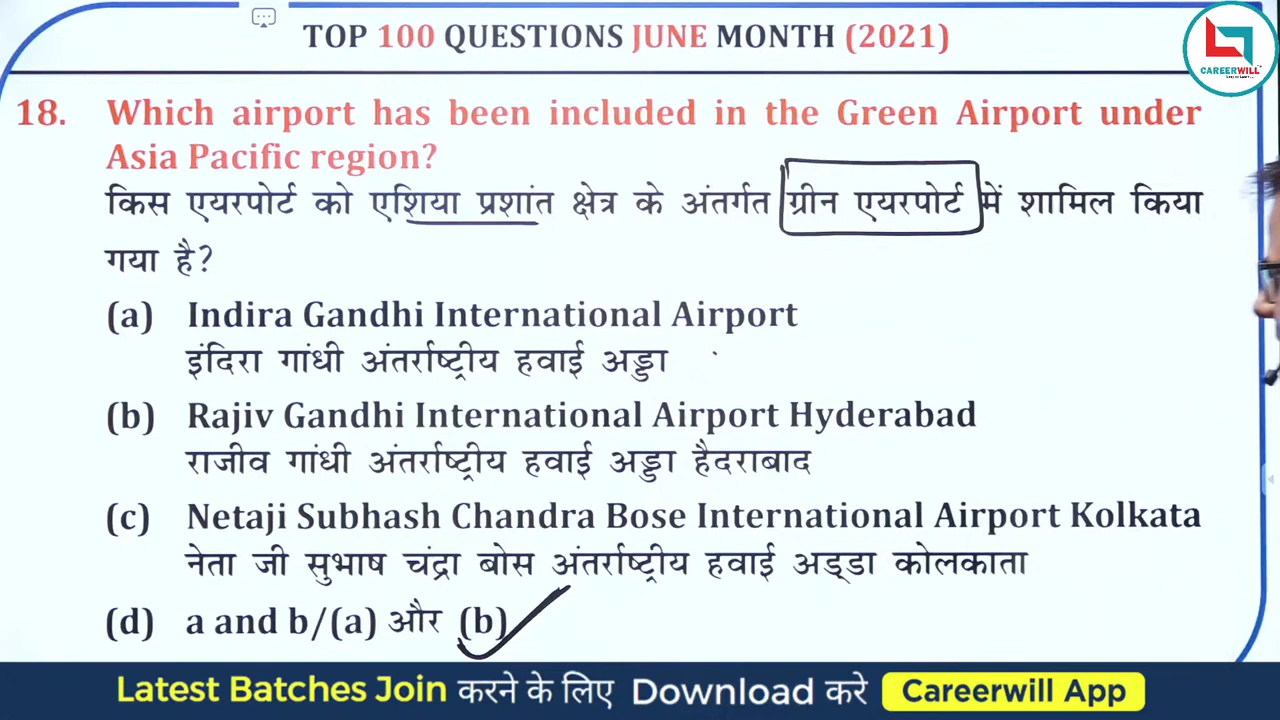 TOP 100 QUESTIONS JUNE MONTH (2021)
CAREERWILL
18. Which airport has been included in the Green Airport under
Asia Pacific region?
किस एयरपोर्ट को एशिया प्रशांत क्षेत्र के अंतर्गत ग्रीन एयरपोर्ट में शामिल किया
गया है?
(a) Indira Gandhi International Airport
इंदिरा गांधी अंतर्राष्ट्रीय हवाई अड्डा
(b) Rajiv Gandhi International Airport Hyderabad
राजीव गांधी अंतर्राष्ट्रीय हवाई अड्डा हैदराबाद
(c) Netaji Subhash Chandra Bose International Airport Kolkata
नेता जी सुभाष चंद्रा बोस अंतर्राष्ट्रीय हवाई अड्डा कोलकाता
(d) a and b/(a) और (b)
Latest Batches Join करने के लिए Download करे Careerwill App